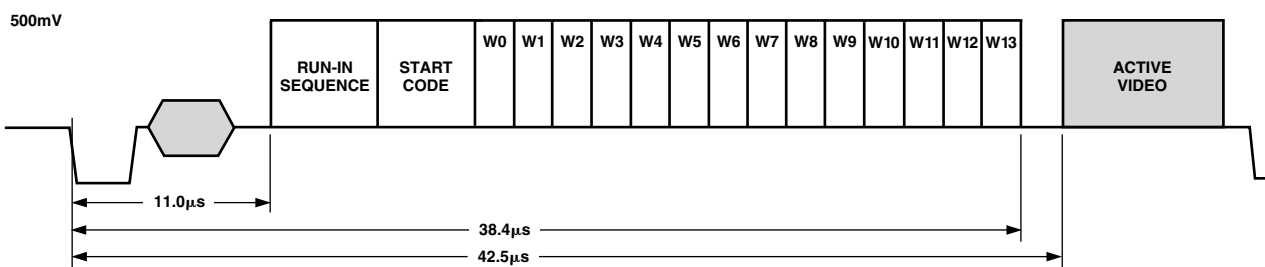 500mV
RUN-IN
SEQUENCE
START
CODE
W0 W1 W2 W3 W4 W5 W6 W7 W8 W9 W10 W11 W12 W13
ACTIVE
VIDEO
11.0μs
38.4μs
42.5μs